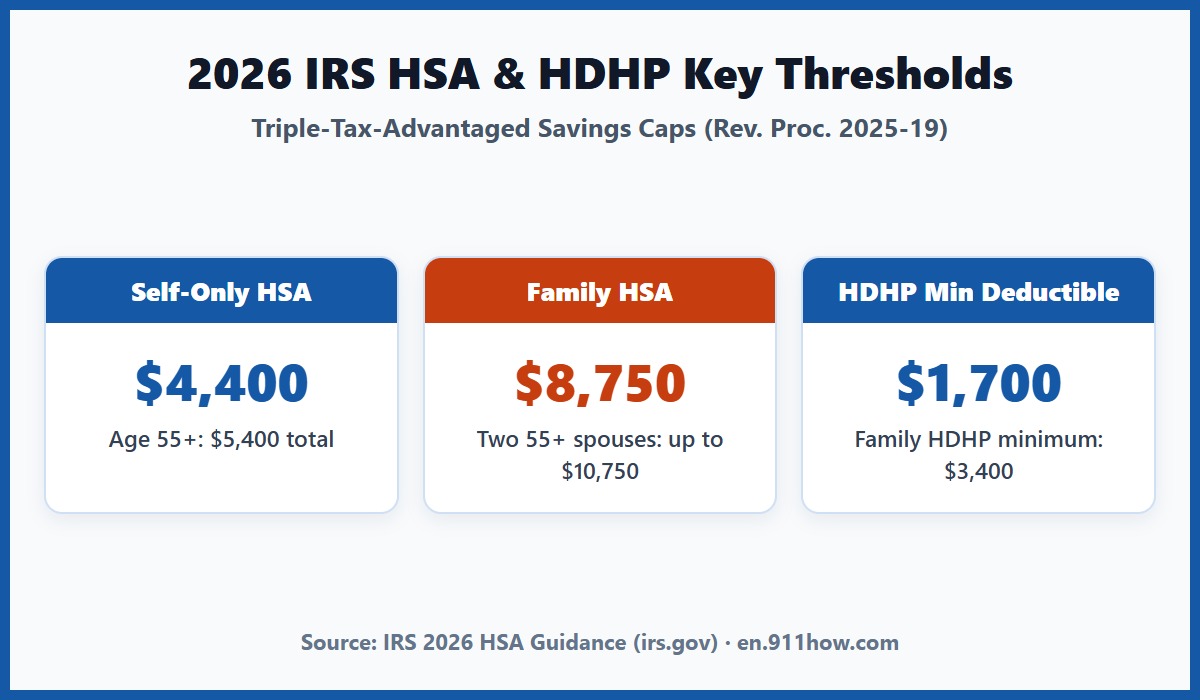 2026 IRS HSA & HDHP Key Thresholds
Triple-Tax-Advantaged Savings Caps (Rev. Proc. 2025-19)
Self-Only HSA
$4,400
Age 55+: $5,400 total
Family HSA
$8,750
Two 55+ spouses: up to
$10,750
HDHP Min Deductible
$1,700
Family HDHP minimum:
$3,400
Source: IRS 2026 HSA Guidance (irs.gov) · en.911how.com